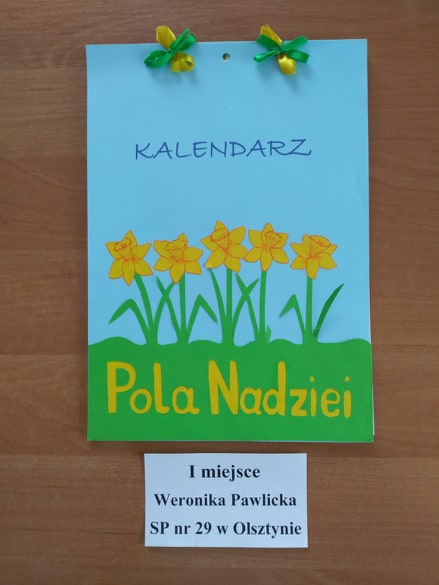 KALENDARZ
Pola Nadziei
I miejsce
Weronika Pawlicka
SP nr 29 w Olsztynie